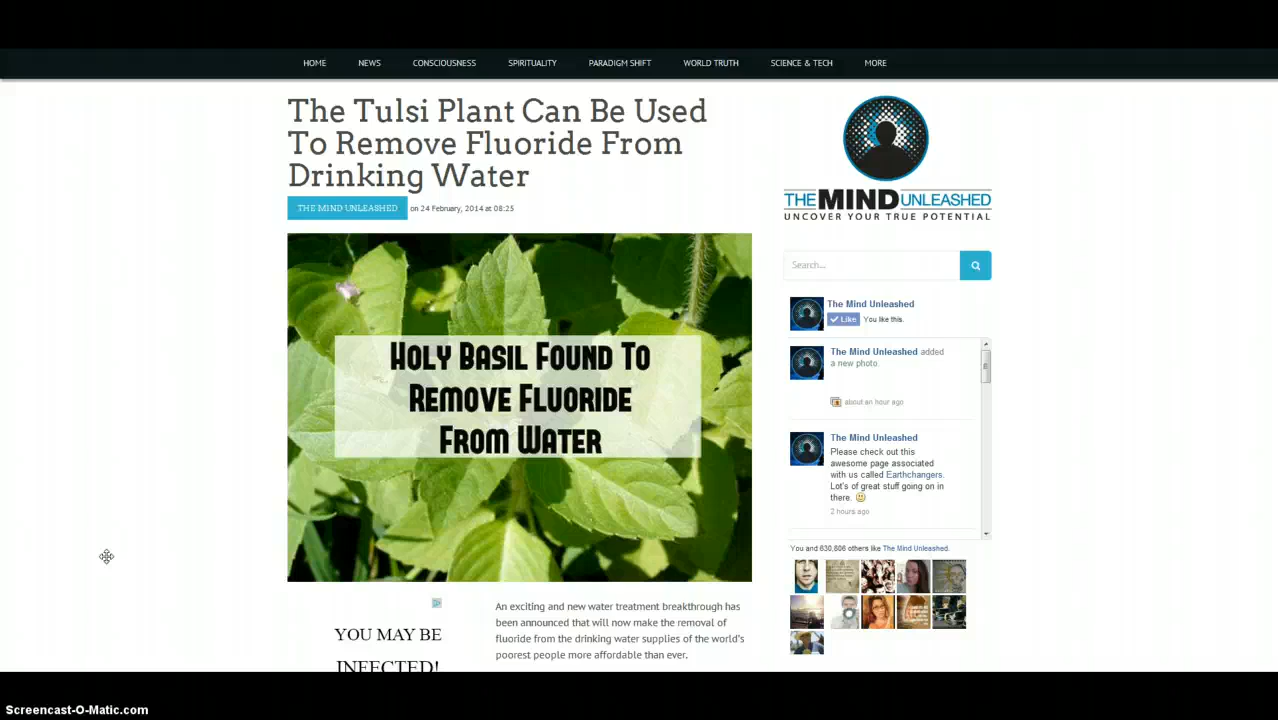 HOME NEWS CONSCIOUSNESS SPIRITUALITY PARADIGM SHIFT WORLD TRUTH SCIENCE & TECH MORE
The Tulsi Plant Can Be Used
To Remove Fluoride From
Drinking Water
THE MIND UNLEASHED on 24 February, 2014 at 08:25
HOLY BASIL FOUND TO
REMOVE FLUORIDE
FROM WATER
YOU MAY BE
INFECTED!
An exciting and new water treatment breakthrough has
been announced that will now make the removal of
fluoride from the drinking water supplies of the world's
poorest people more affordable than ever.
THE MIND UNLEASHED
UNCOVER YOUR TRUE POTENTIAL
Search...
The Mind Unleashed
Like You like this.
The Mind Unleashed added
a new photo.
about an hour ago
The Mind Unleashed
Please check out this
awesome page associated
with us called Earthchangers.
Lot's of great stuff going on in
there.
2 hours ago
You and 630,806 others like The Mind Unleashed.
Screencast-O-Matic.com